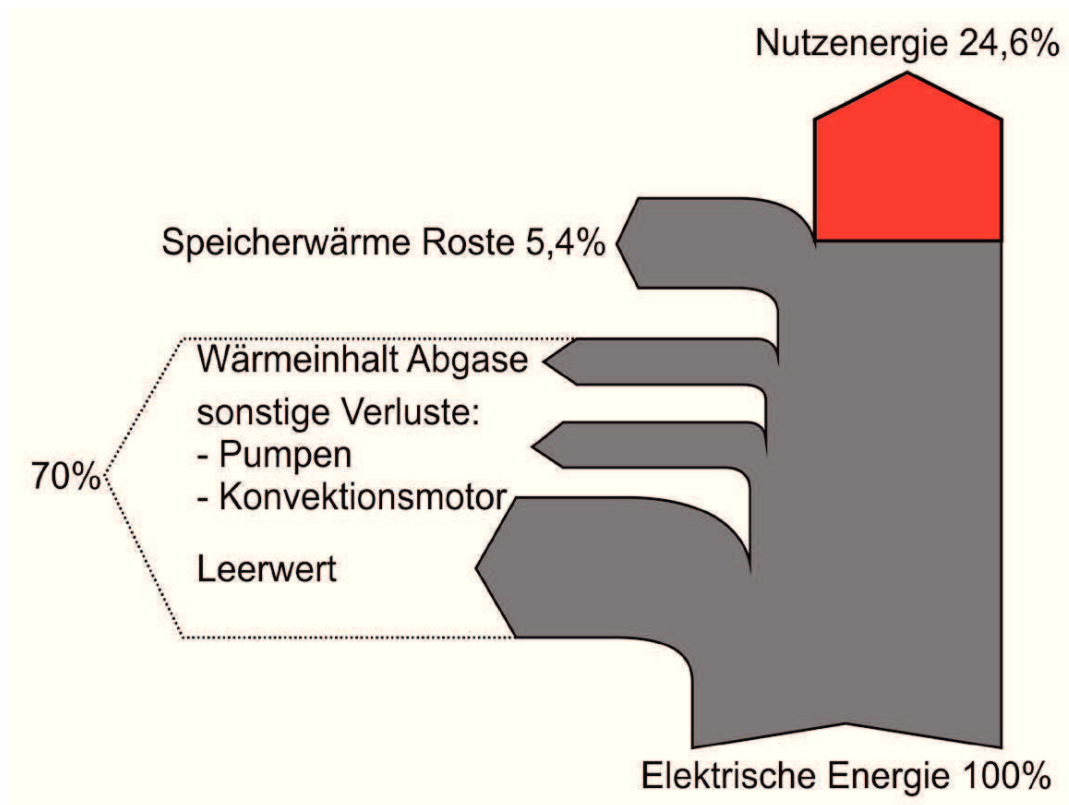 Nutzenergie 24,6%
Speicherwärme Roste 5,4%
Wärmeinhalt Abgase
sonstige Verluste:
- Pumpen
70%
- Konvektionsmotor
Leerwert
Elektrische Energie 100%